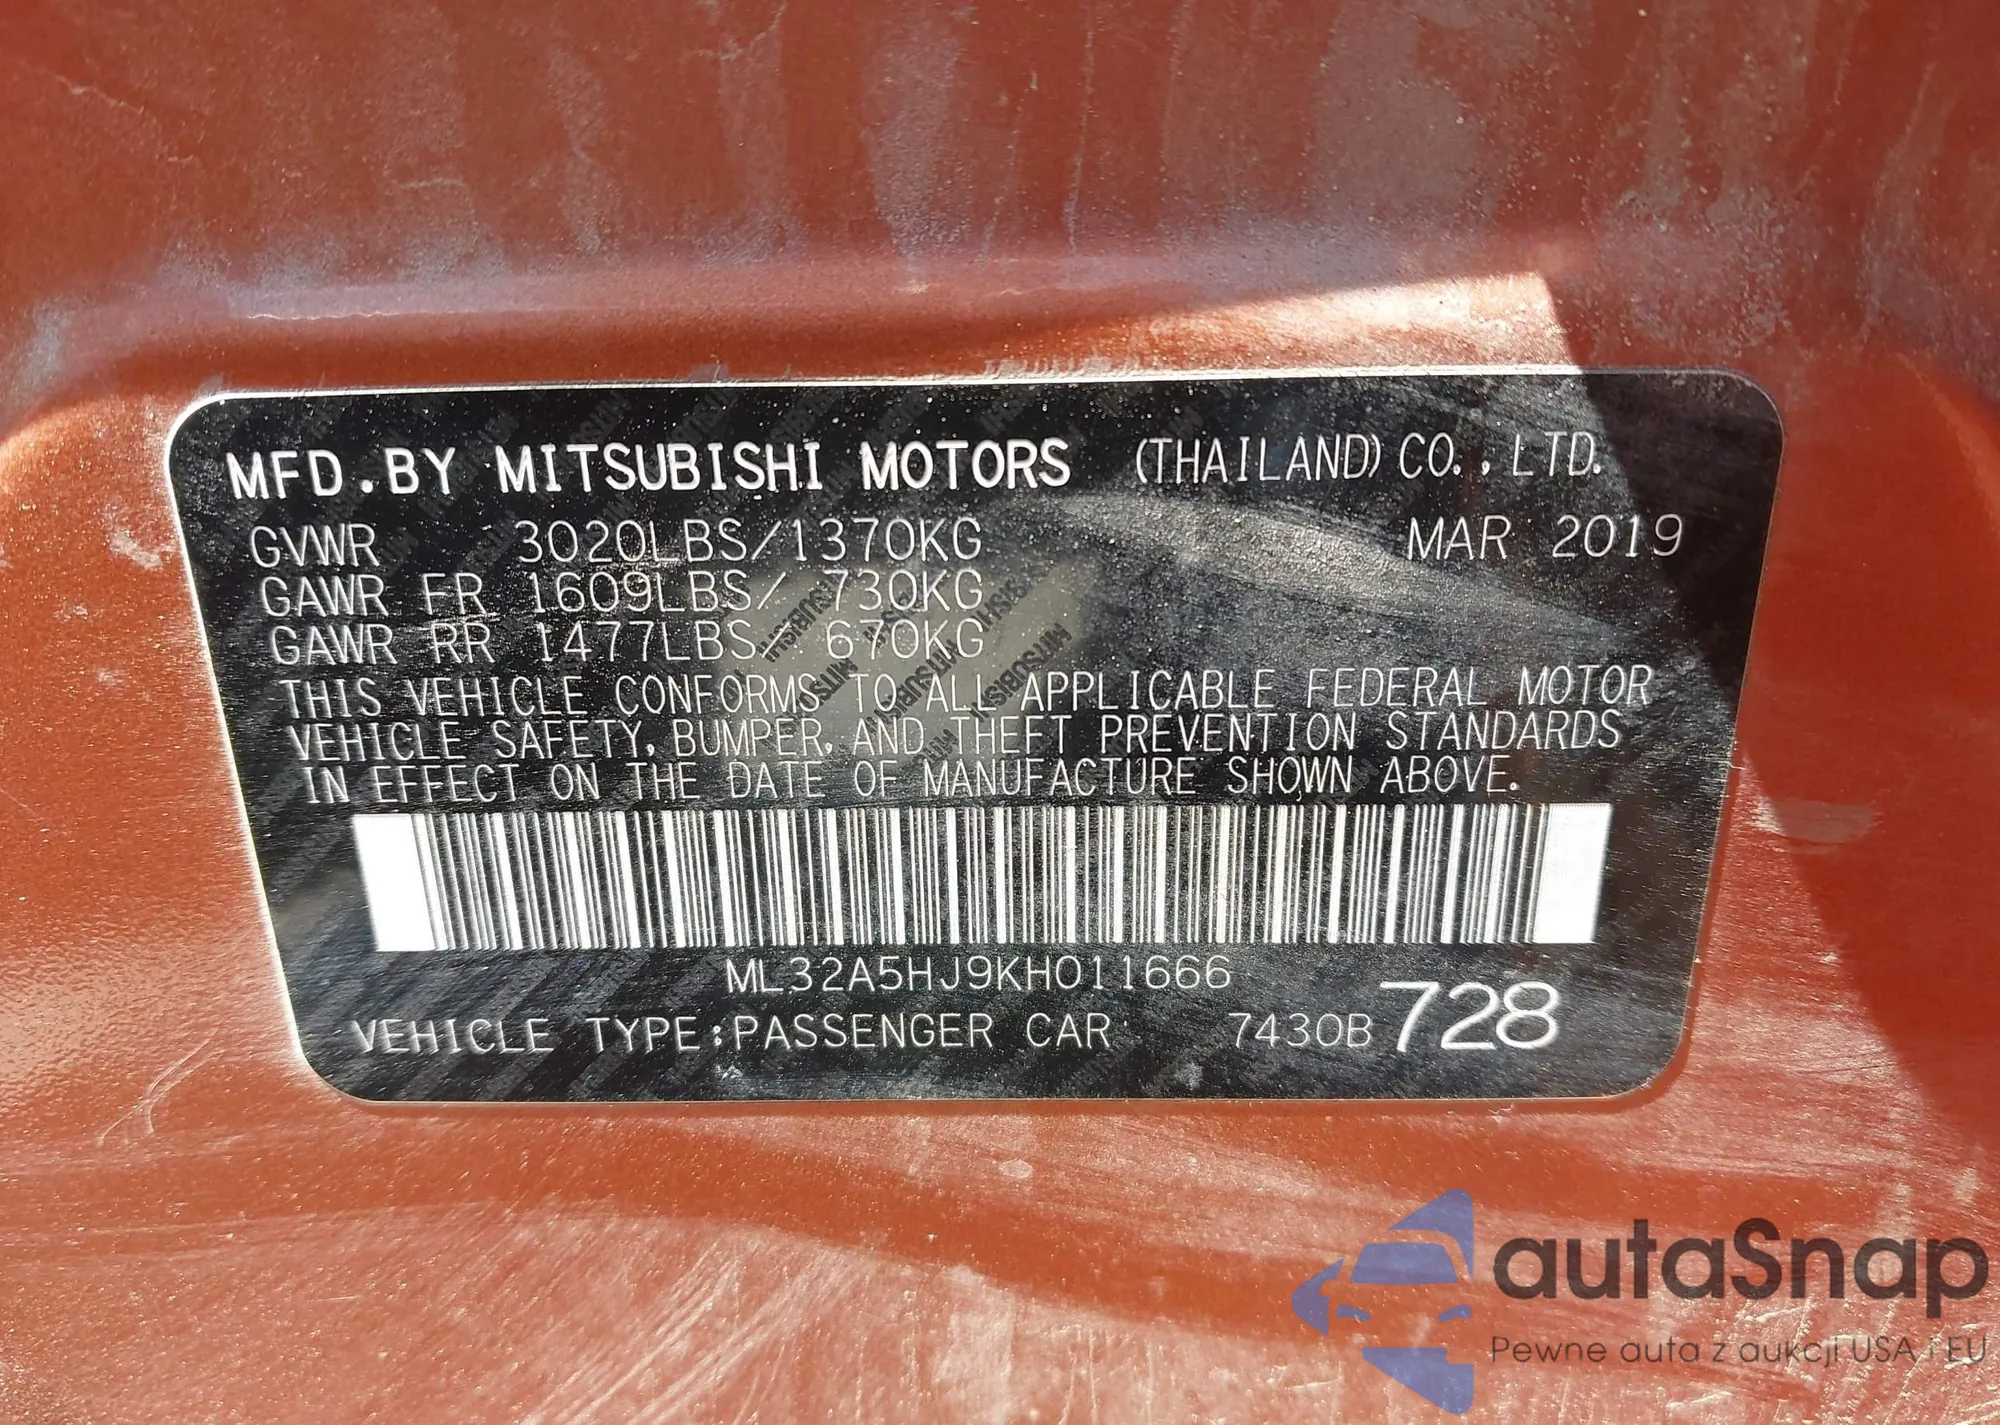 MFD.BY MITSUBISHI MOTORS (THAILAND) CO.,LTD.
GVWR 3020LBS/1370KG MAR 2019
GAWR FR 1609LBS/ 730KG
GAWR RR 1477LBS/ 670KG
THIS VEHICLE CONFORMS TO ALL APPLICABLE FEDERAL MOTOR
VEHICLE SAFETY, BUMPER, AND THEFT PREVENTION STANDARDS
IN EFFECT ON THE DATE OF MANUFACTURE SHOWN ABOVE.
ML32A5HJ9KH011666
VEHICLE TYPE:PASSENGER CAR 7430B 728
autaSnap
Pewne auta z aukcji USA i EU